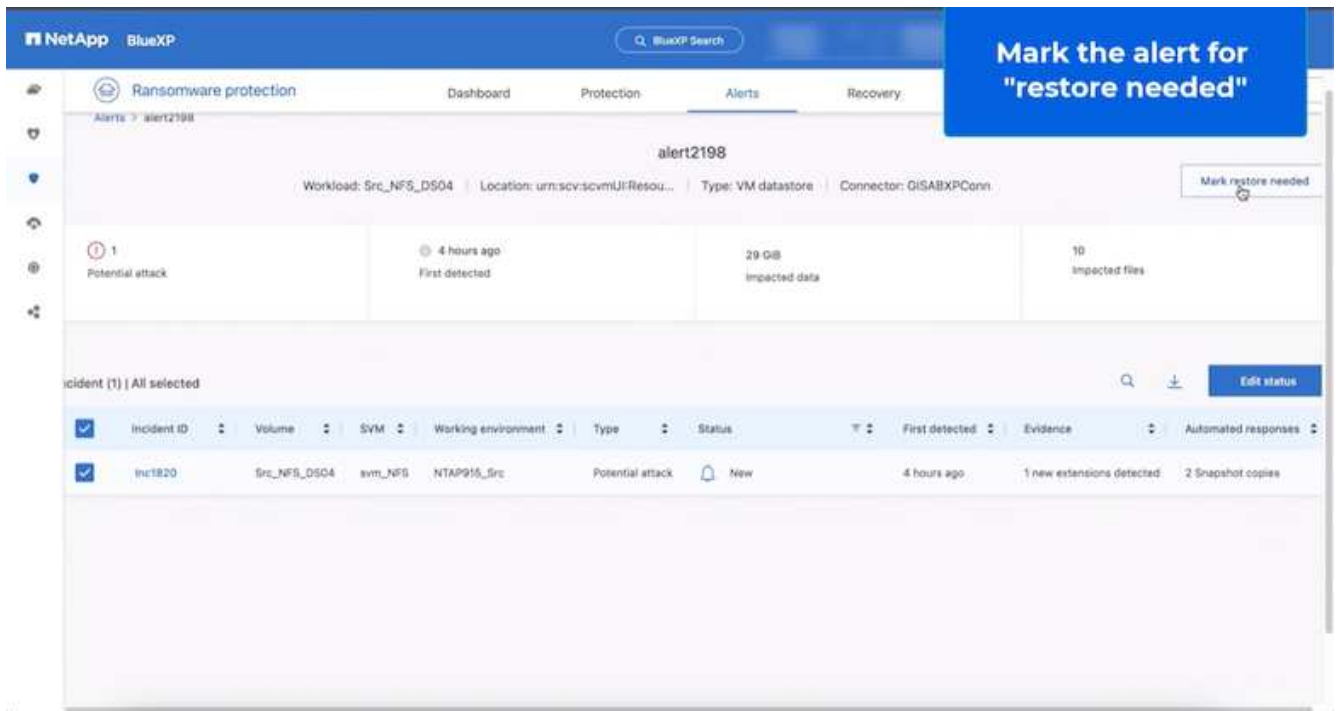 NetApp BlueXP
BlueXP Search
Mark the alert for
"restore needed"
Ransomware protection
Dashboard Protection Alerts Recovery
Alerts > alert2198
alert2198
Workload: Src_NFS_DS04 Location: urn:scv:scvmUI:Resou... Type: VM datastore Connector: GISABXPConn
Mark restore needed
1
Potential attack
4 hours ago
First detected
29 GiB
Impacted data
10
Impacted files
ncident (1) | All selected
Edit status
Incident ID Volume SVM Working environment Type Status First detected Evidence Automated responses
Inc1820 Src_NFS_DS04 svm_NFS NTAP915_Src Potential attack New 4 hours ago 1 new extensions detected 2 Snapshot copies